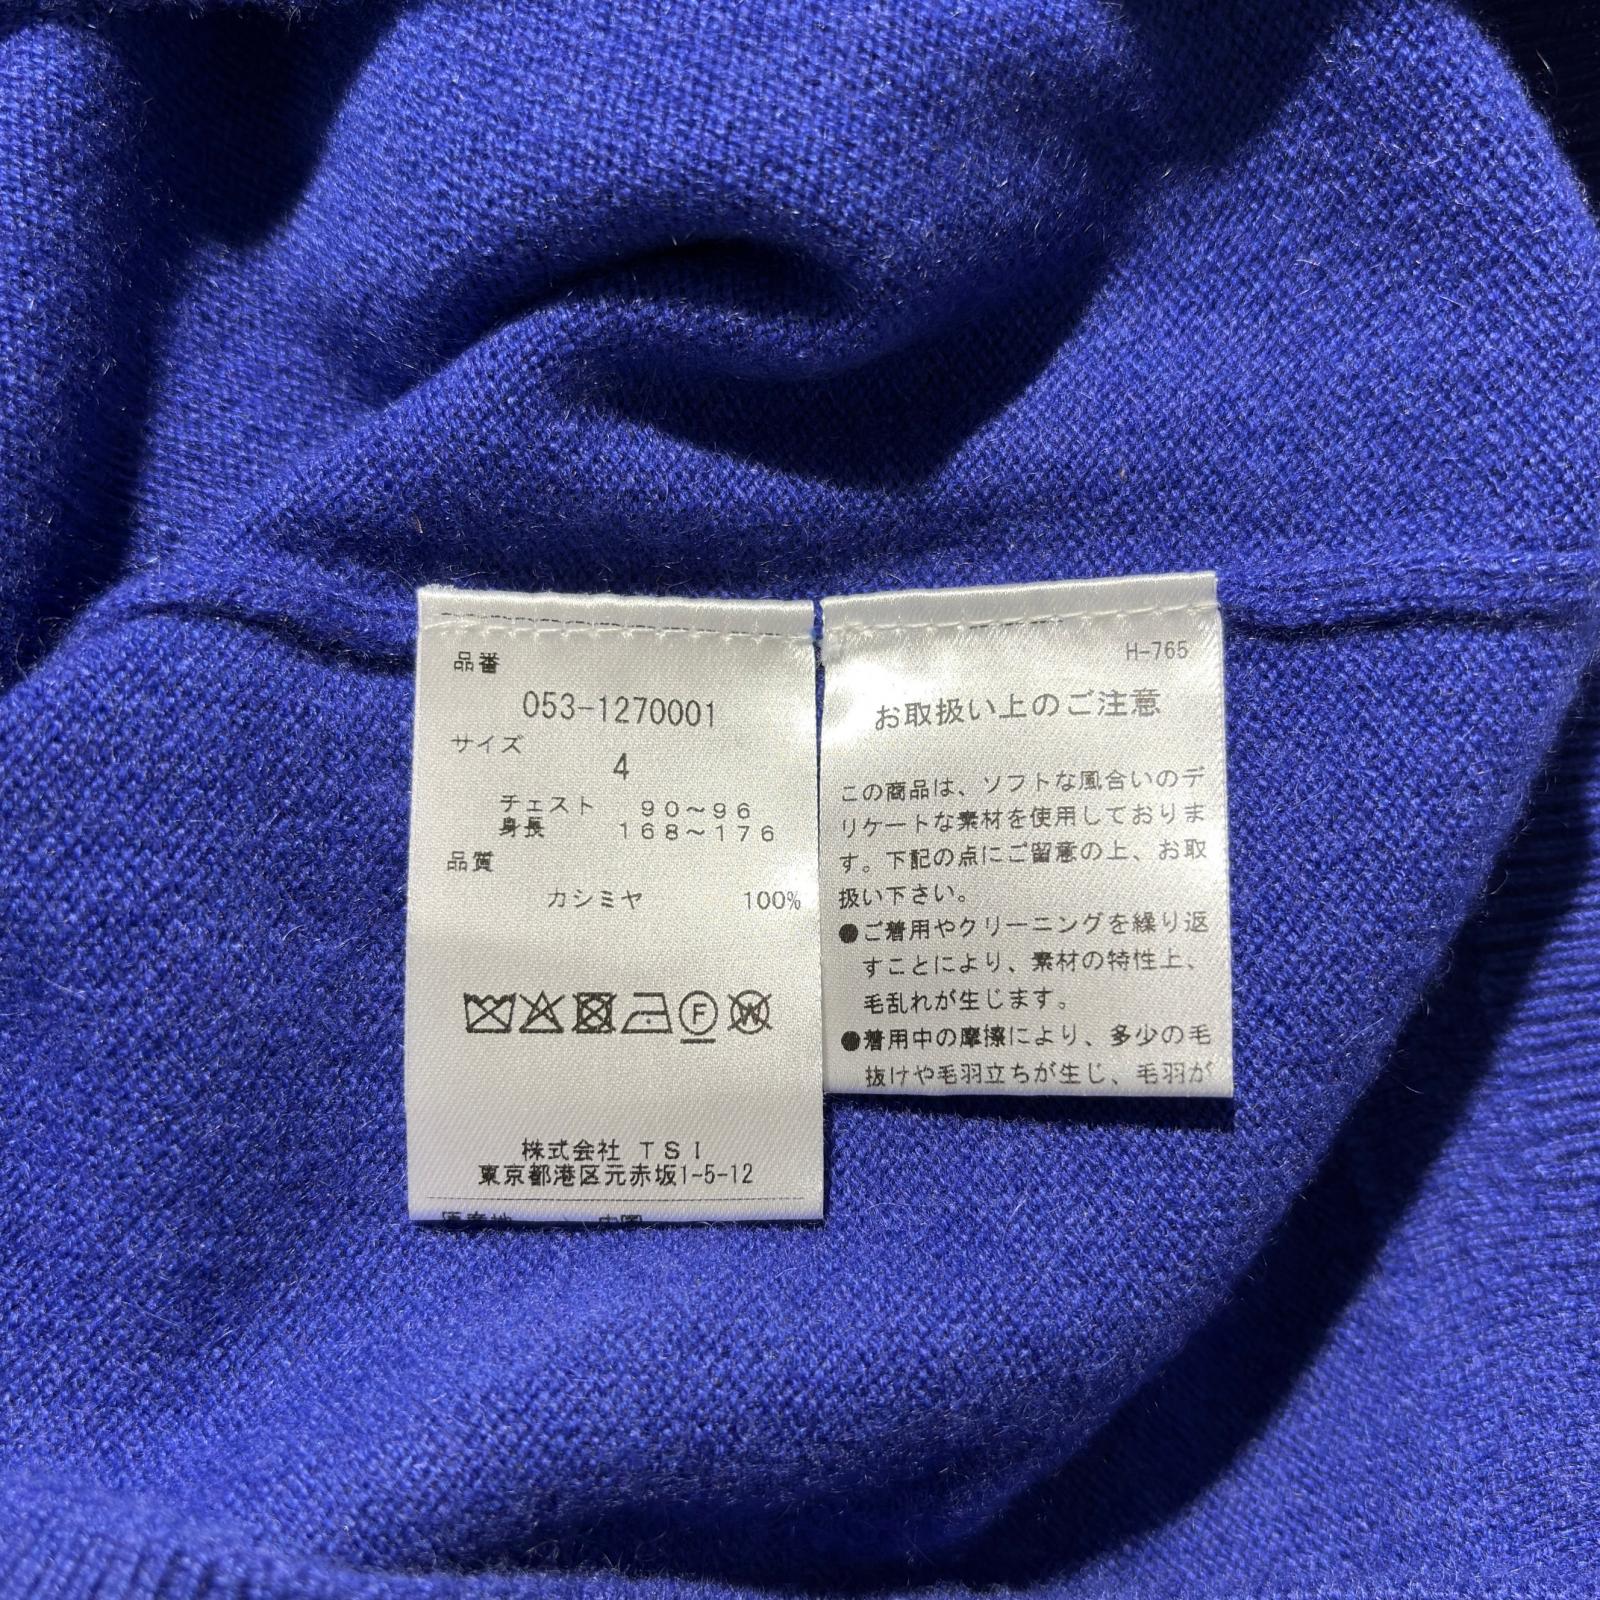 品番
053-1270001
サイズ
4
チェスト 90～96
身長 168～176
品質
カシミヤ 100%
F W
株式会社 TSI
東京都港区元赤坂1-5-12
原産地 中国
H-765
お取扱い上のご注意
この商品は、ソフトな風合いのデ
リケートな素材を使用しておりま
す。下記の点にご留意の上、お取
扱い下さい。
●ご着用やクリーニングを繰り返
すことにより、素材の特性上、
毛乱れが生じます。
●着用中の摩擦により、多少の毛
抜けや毛羽立ちが生じ、毛羽が